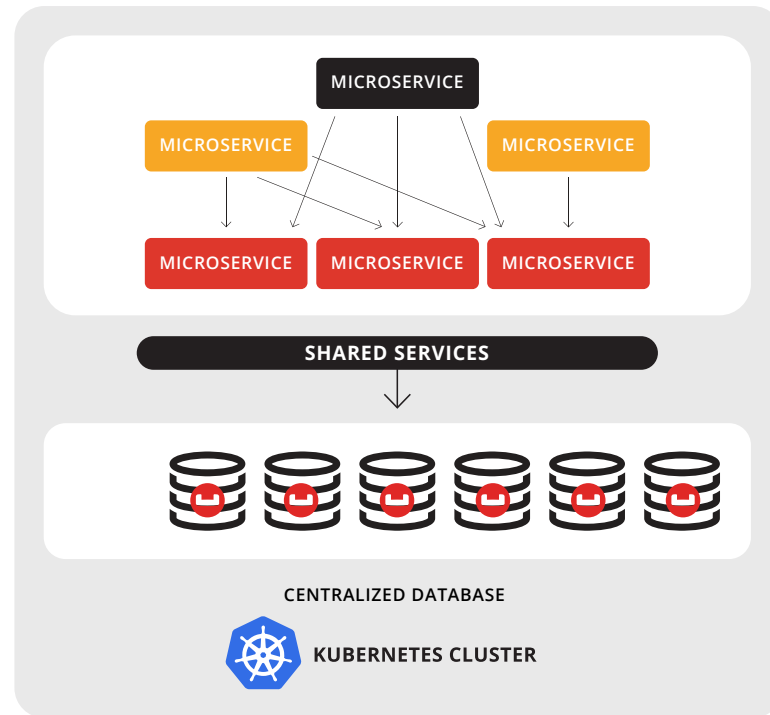 MICROSERVICE
MICROSERVICE
MICROSERVICE
MICROSERVICE
MICROSERVICE
MICROSERVICE
SHARED SERVICES
CENTRALIZED DATABASE
KUBERNETES CLUSTER